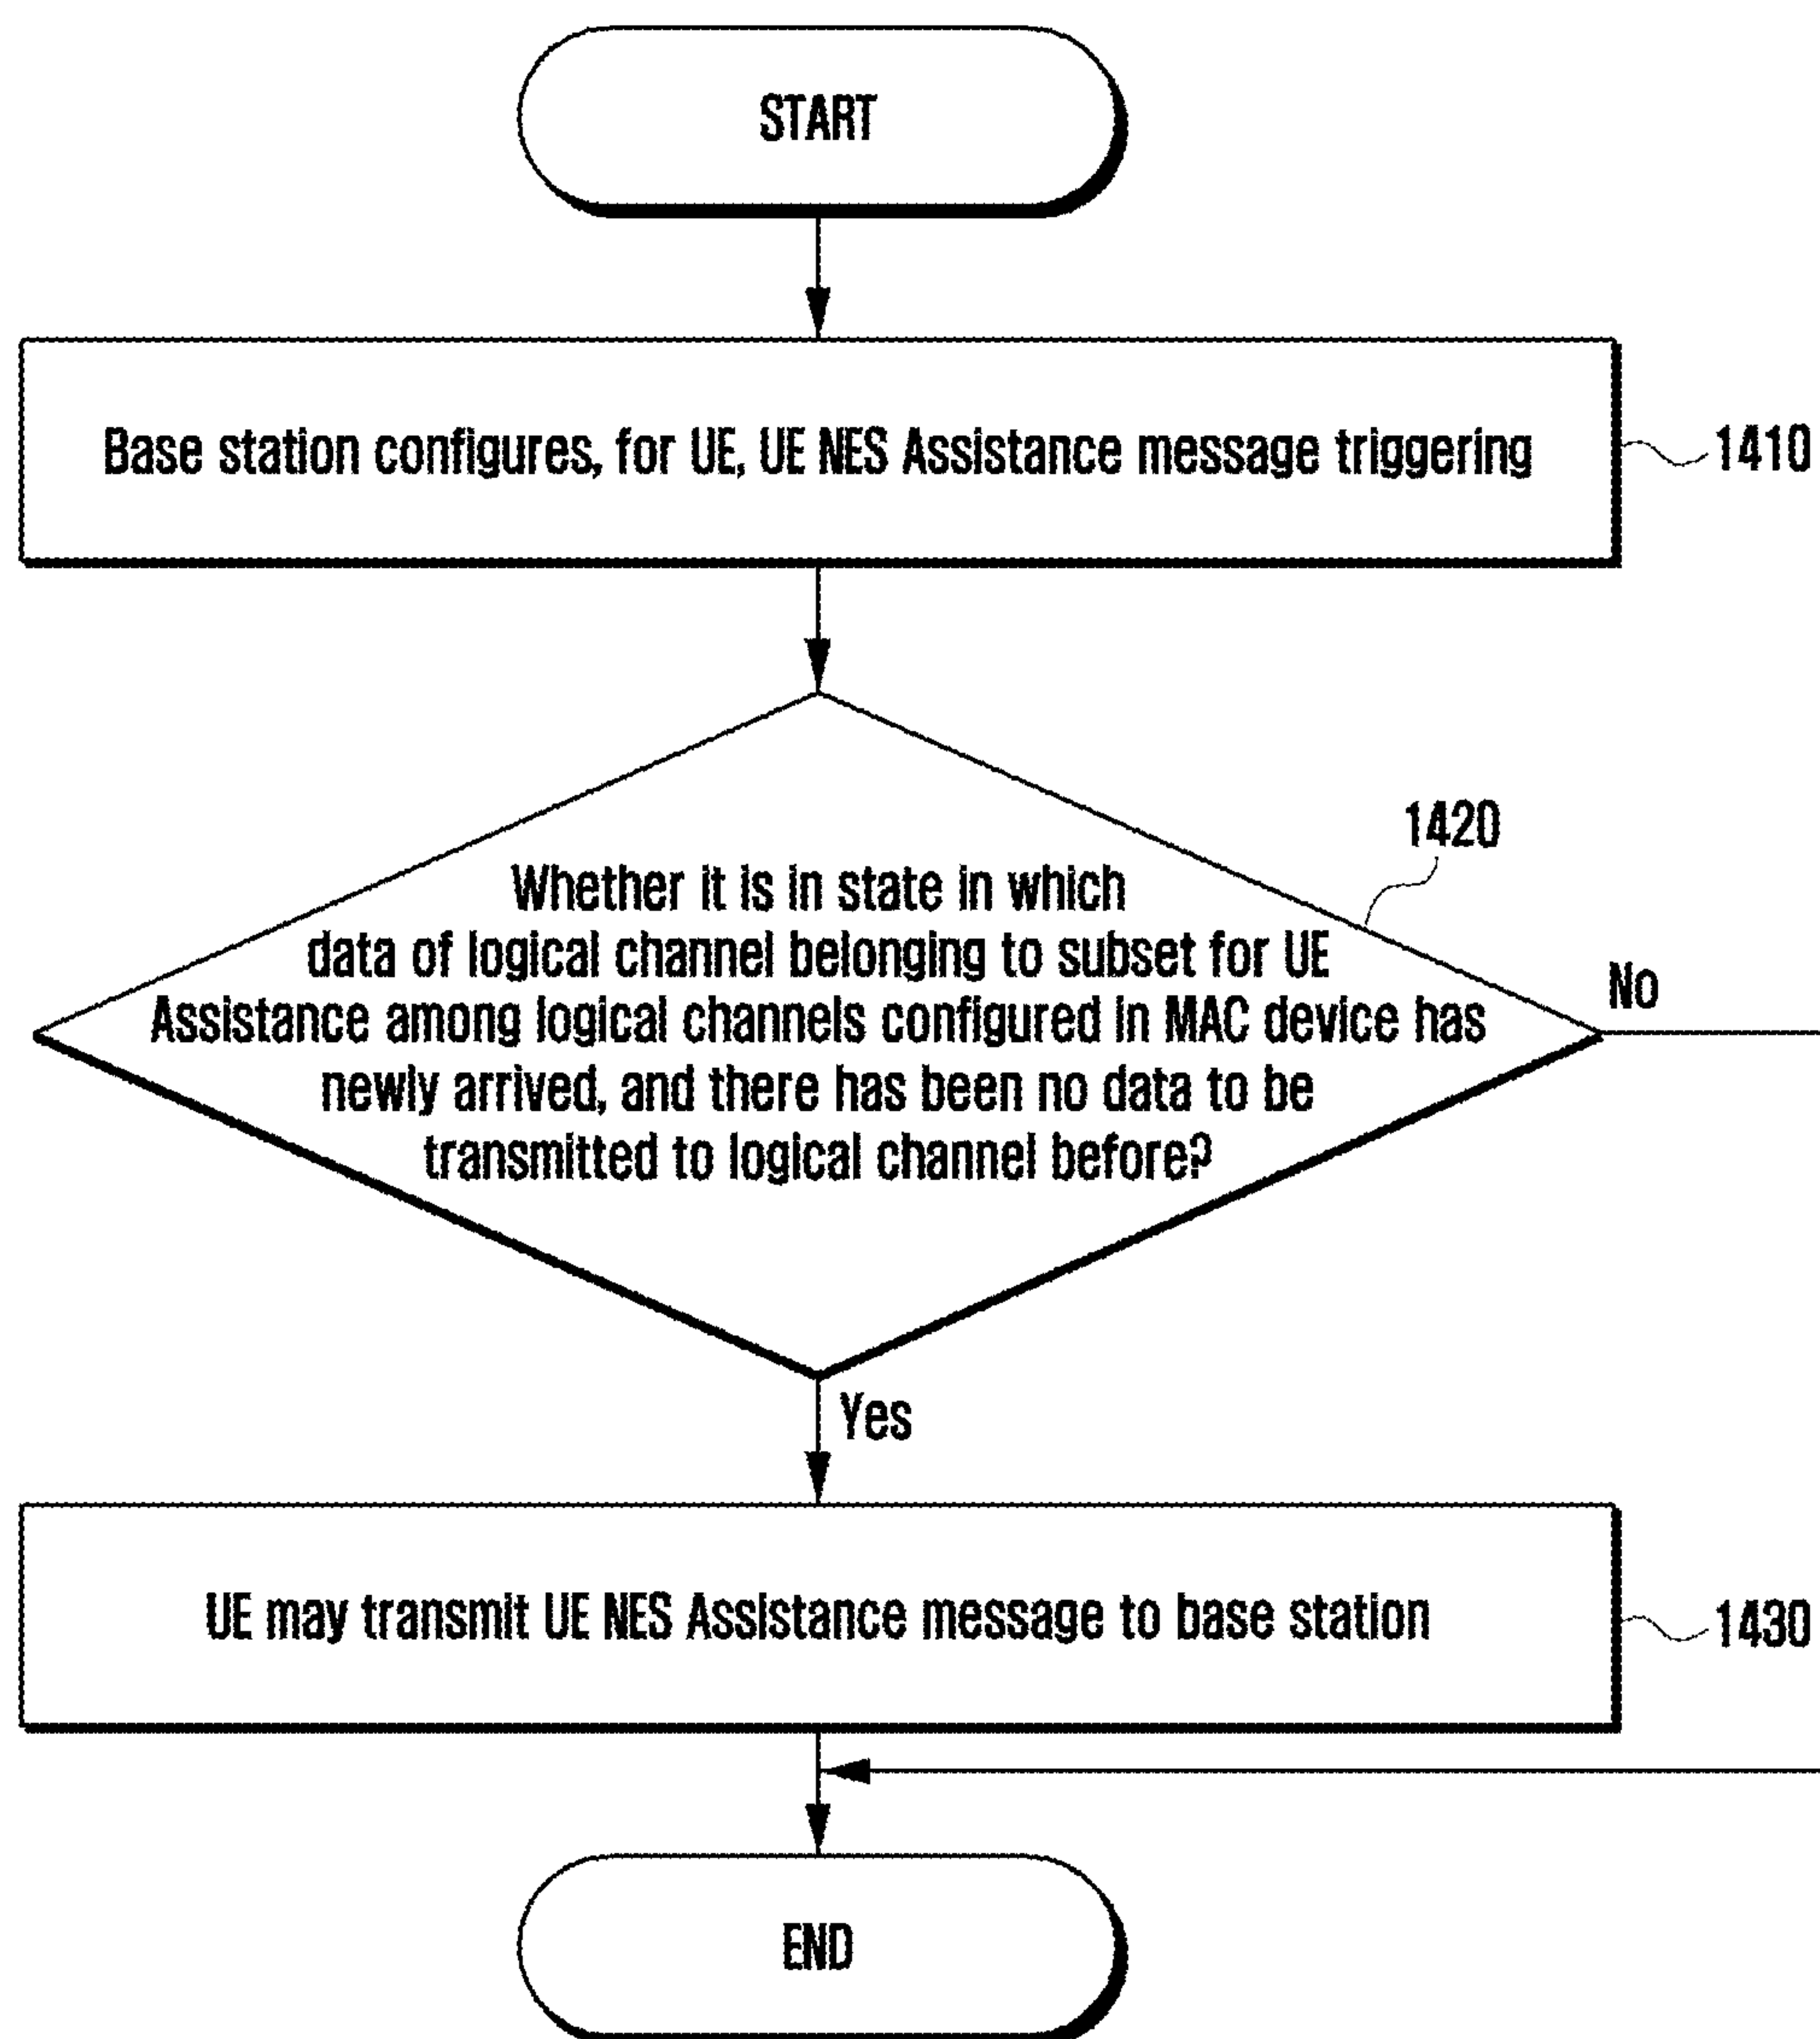 START
Base station configures, for UE, UE NES Assistance message triggering
1410
1420
Whether it is in state in which
data of logical channel belonging to subset for UE
Assistance among logical channels configured in MAC device has
newly arrived, and there has been no data to be
transmitted to logical channel before?
No
Yes
UE may transmit UE NES Assistance message to base station
1430
END